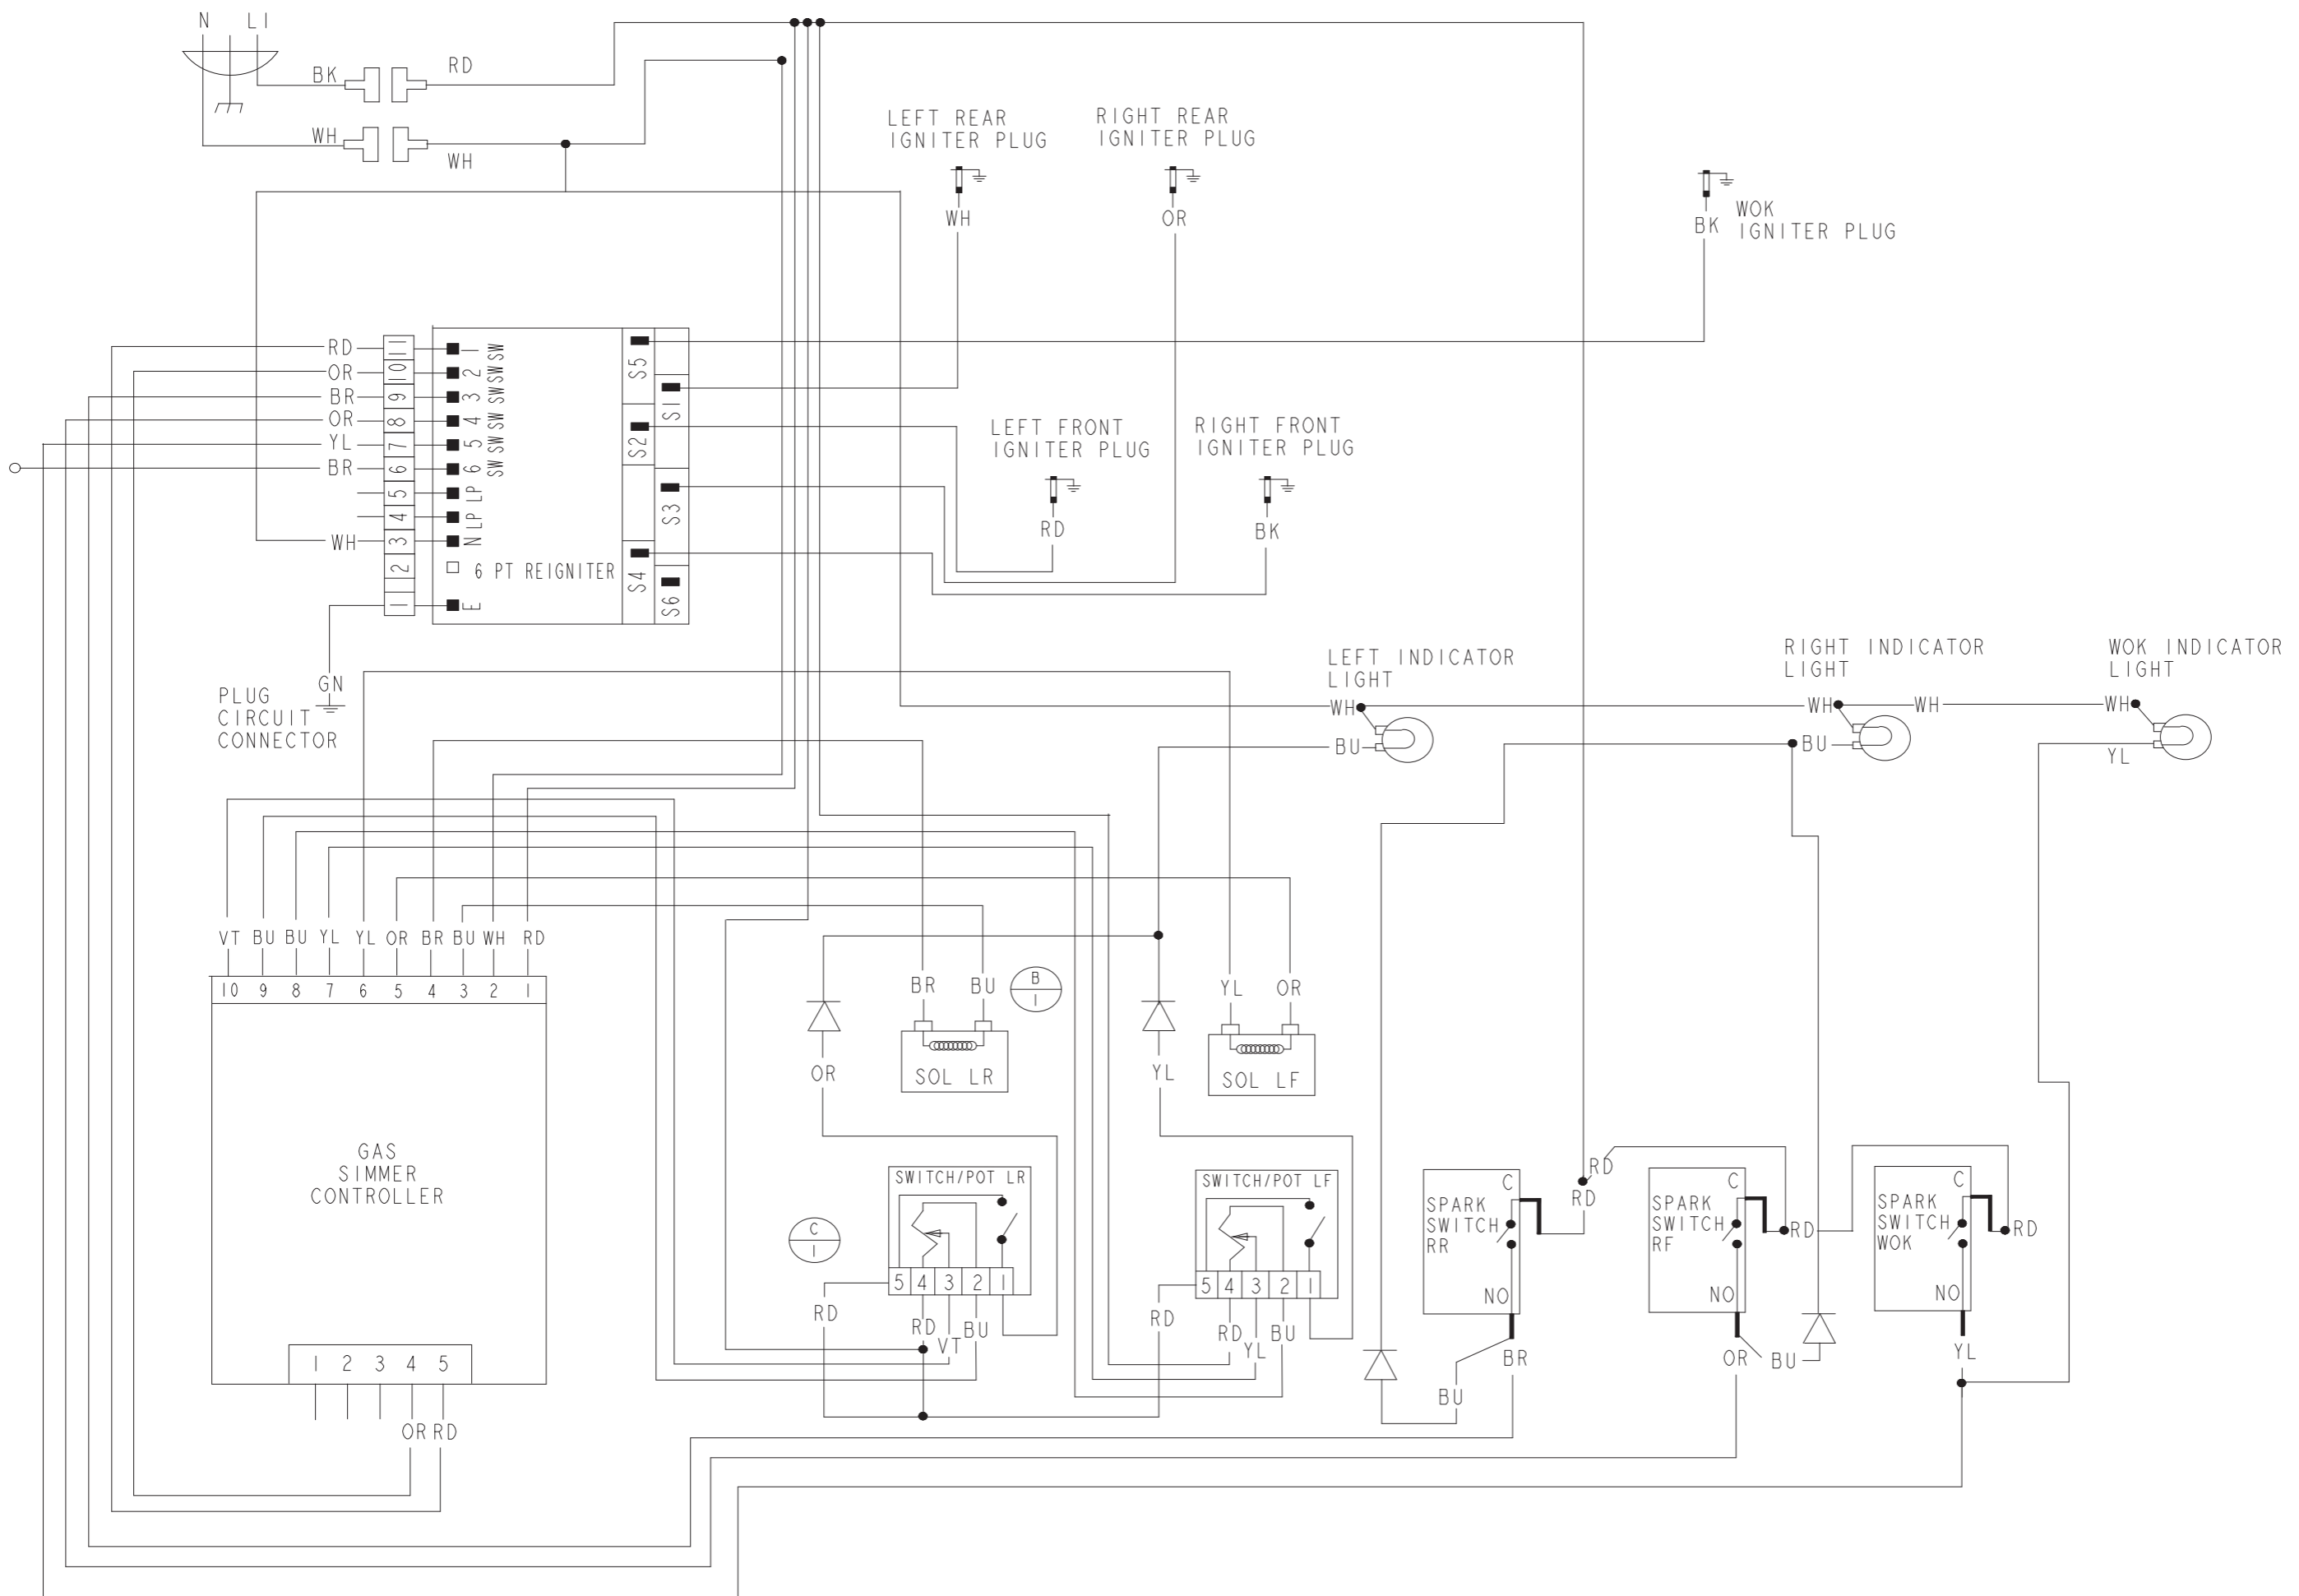 N LI
BK
RD
WH
WH
LEFT REAR
IGNITER PLUG
RIGHT REAR
IGNITER PLUG
WH
OR
BK
WOK
IGNITER PLUG
RD 11 1 SW
OR 10 2 SW
BR 9 3 SW
OR 8 4 SW
YL 7 5 SW
BR 6 6 SW
5 LP
4 NLP
WH 3 N
2 6 PT REIGNITER
1 E
S5
S1
S2
S3
S4
S6
LEFT FRONT
IGNITER PLUG
RIGHT FRONT
IGNITER PLUG
RD
BK
GN
PLUG
CIRCUIT
CONNECTOR
LEFT INDICATOR
LIGHT
RIGHT INDICATOR
LIGHT
WOK INDICATOR
LIGHT
WH
WH
WH
WH
BU
BU
YL
VT BU BU YL YL OR BR BU WH RD
10 9 8 7 6 5 4 3 2 1
GAS
SIMMER
CONTROLLER
1 2 3 4 5
OR RD
BR BU
B
1
SOL LR
OR
YL OR
SOL LF
YL
SWITCH/POT LR
C
1
5 4 3 2 1
RD
RD
VT
BU
SWITCH/POT LF
5 4 3 2 1
RD
RD
YL
BU
C
SPARK
SWITCH
RR
NO
RD
RD
BR
BU
C
SPARK
SWITCH
RF
NO
RD
OR
BU
C
SPARK
SWITCH
WOK
NO
RD
YL